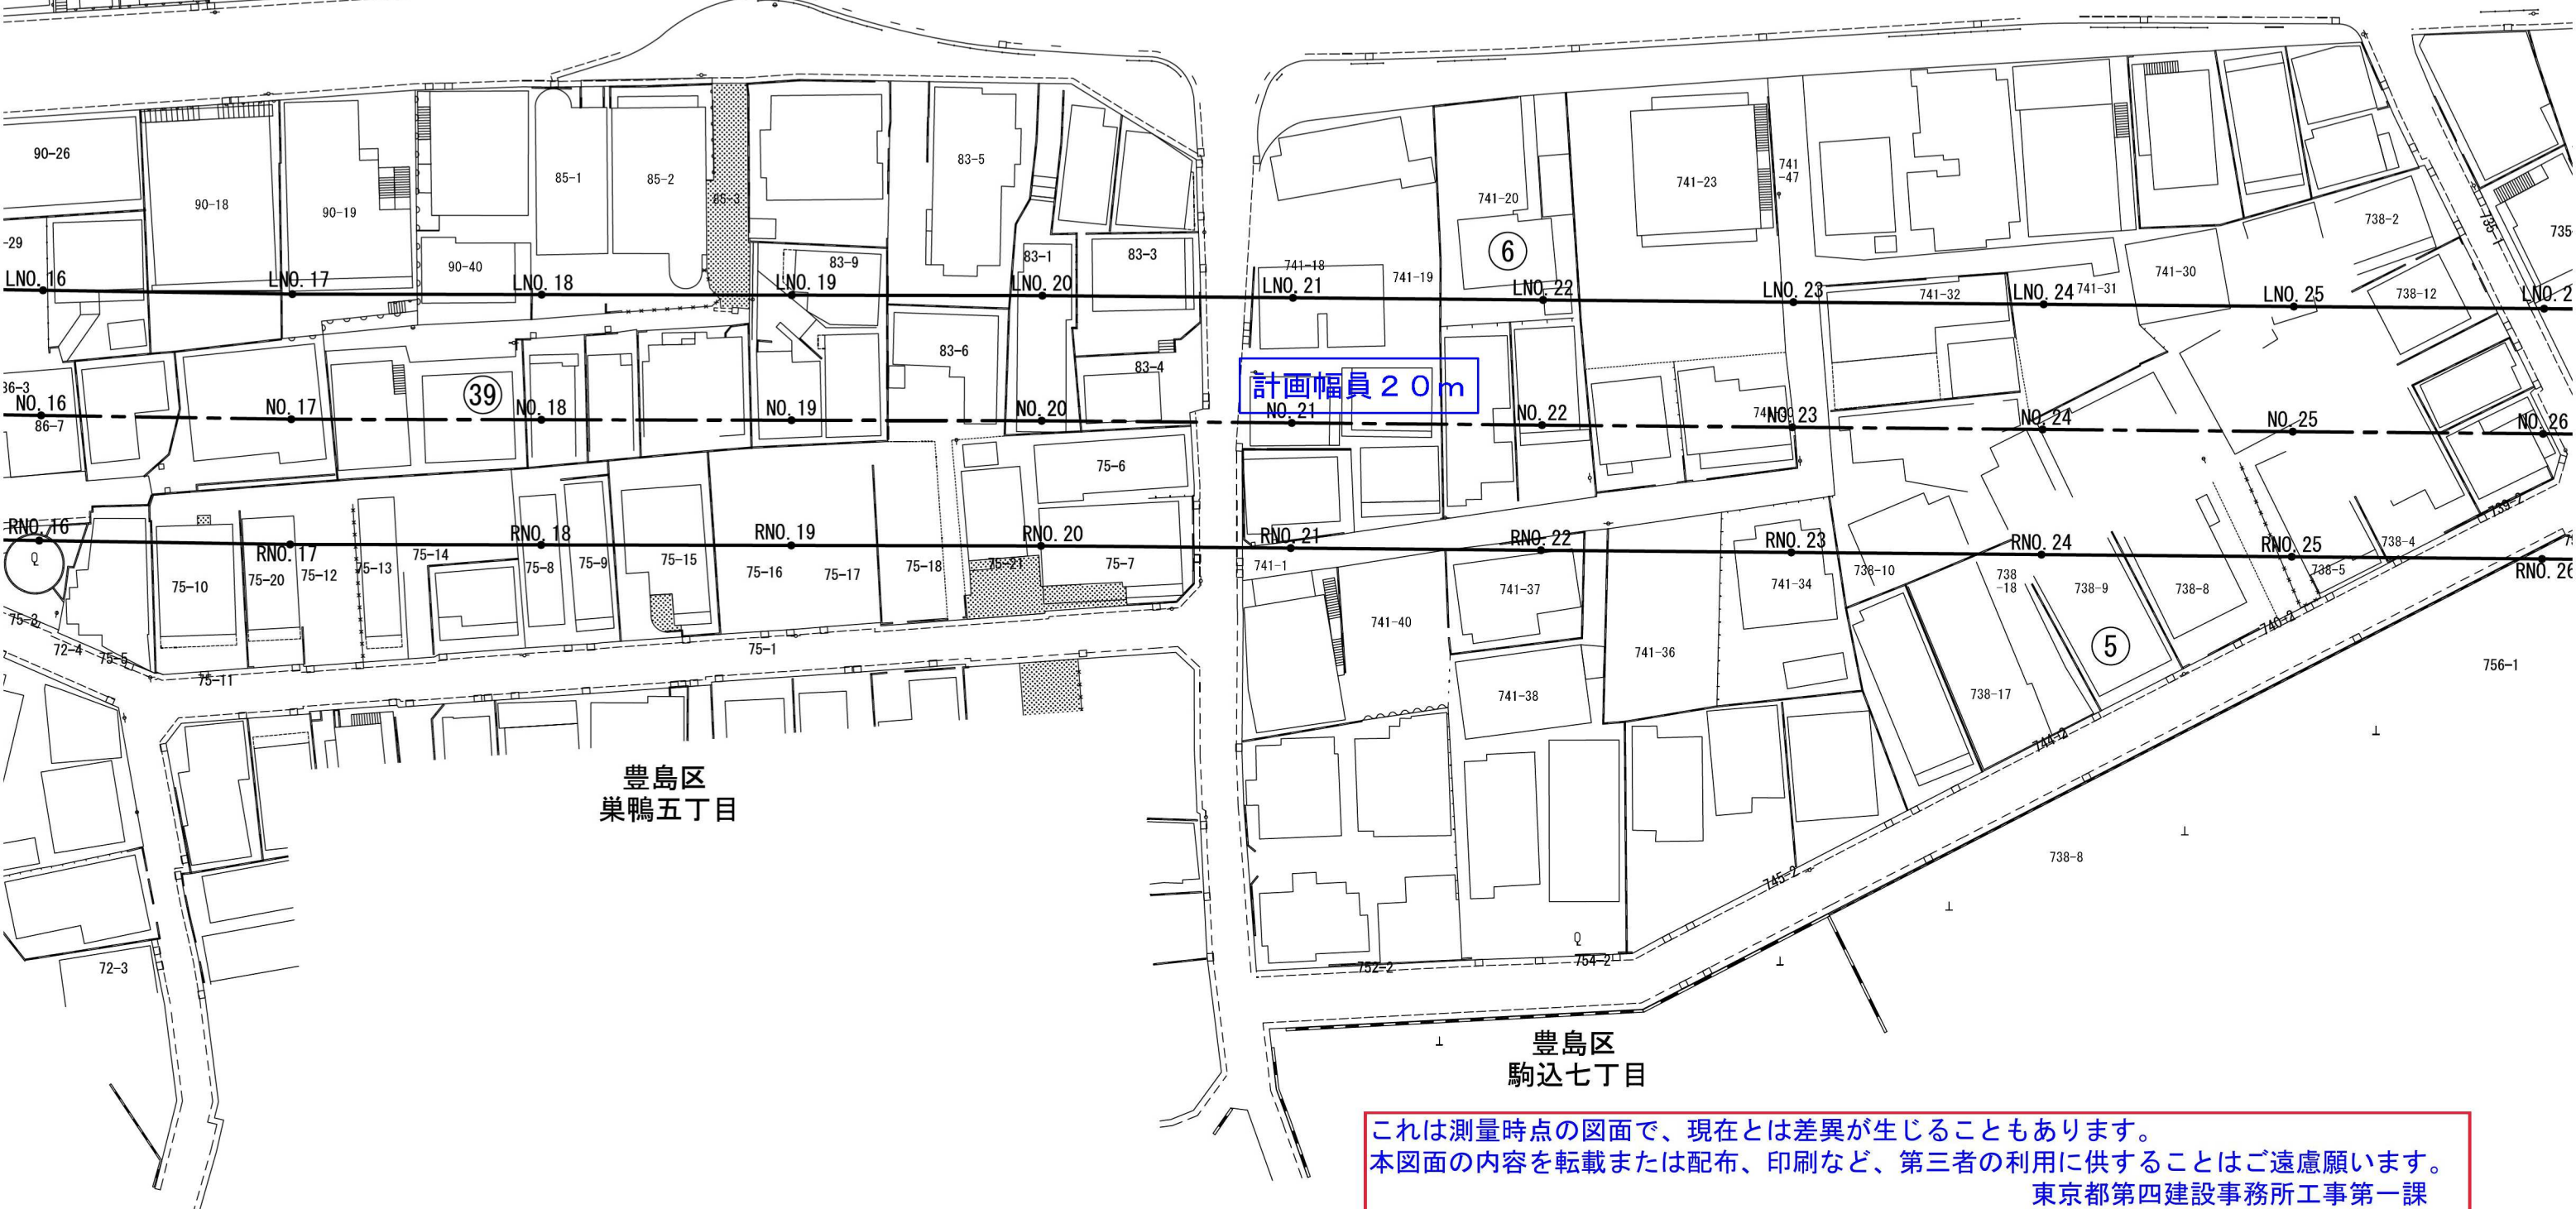 90-26
90-18
90-19
85-1
85-2
85-3
83-5
741-20
741-23
741
-47
738-2
735-1
735
-29
90-40
83-9
83-1
83-3
741-18
741-19
6
741-32
741-31
741-30
738-12
LNO. 16
LNO. 17
LNO. 18
LNO. 19
LNO. 20
LNO. 21
LNO. 22
LNO. 23
LNO. 24
LNO. 25
LNO. 2
83-6
83-4
計画幅員20m
86-3
39
NO. 16
NO. 17
NO. 18
NO. 19
NO. 20
NO. 21
NO. 22
NO. 23
NO. 24
NO. 25
NO. 26
86-7
75-6
739-2
RNO. 16
RNO. 17
RNO. 18
RNO. 19
RNO. 20
RNO. 21
RNO. 22
RNO. 23
RNO. 24
RNO. 25
RNO. 26
75-10
75-20
75-12
75-13
75-14
75-8
75-9
75-15
75-16
75-17
75-18
75-21
75-7
741-1
741-37
741-34
738-10
738
-18
738-9
738-8
738-5
738-4
75-3
72-4
75-5
75-11
75-1
741-40
741-38
741-36
738-17
5
740-2
744-2
756-1
745-2
738-8
豊島区
巣鴨五丁目
72-3
752-2
754-2
豊島区
駒込七丁目
これは測量時点の図面で、現在とは差異が生じることもあります。
本図面の内容を転載または配布、印刷など、第三者の利用に供することはご遠慮願います。
東京都第四建設事務所工事第一課